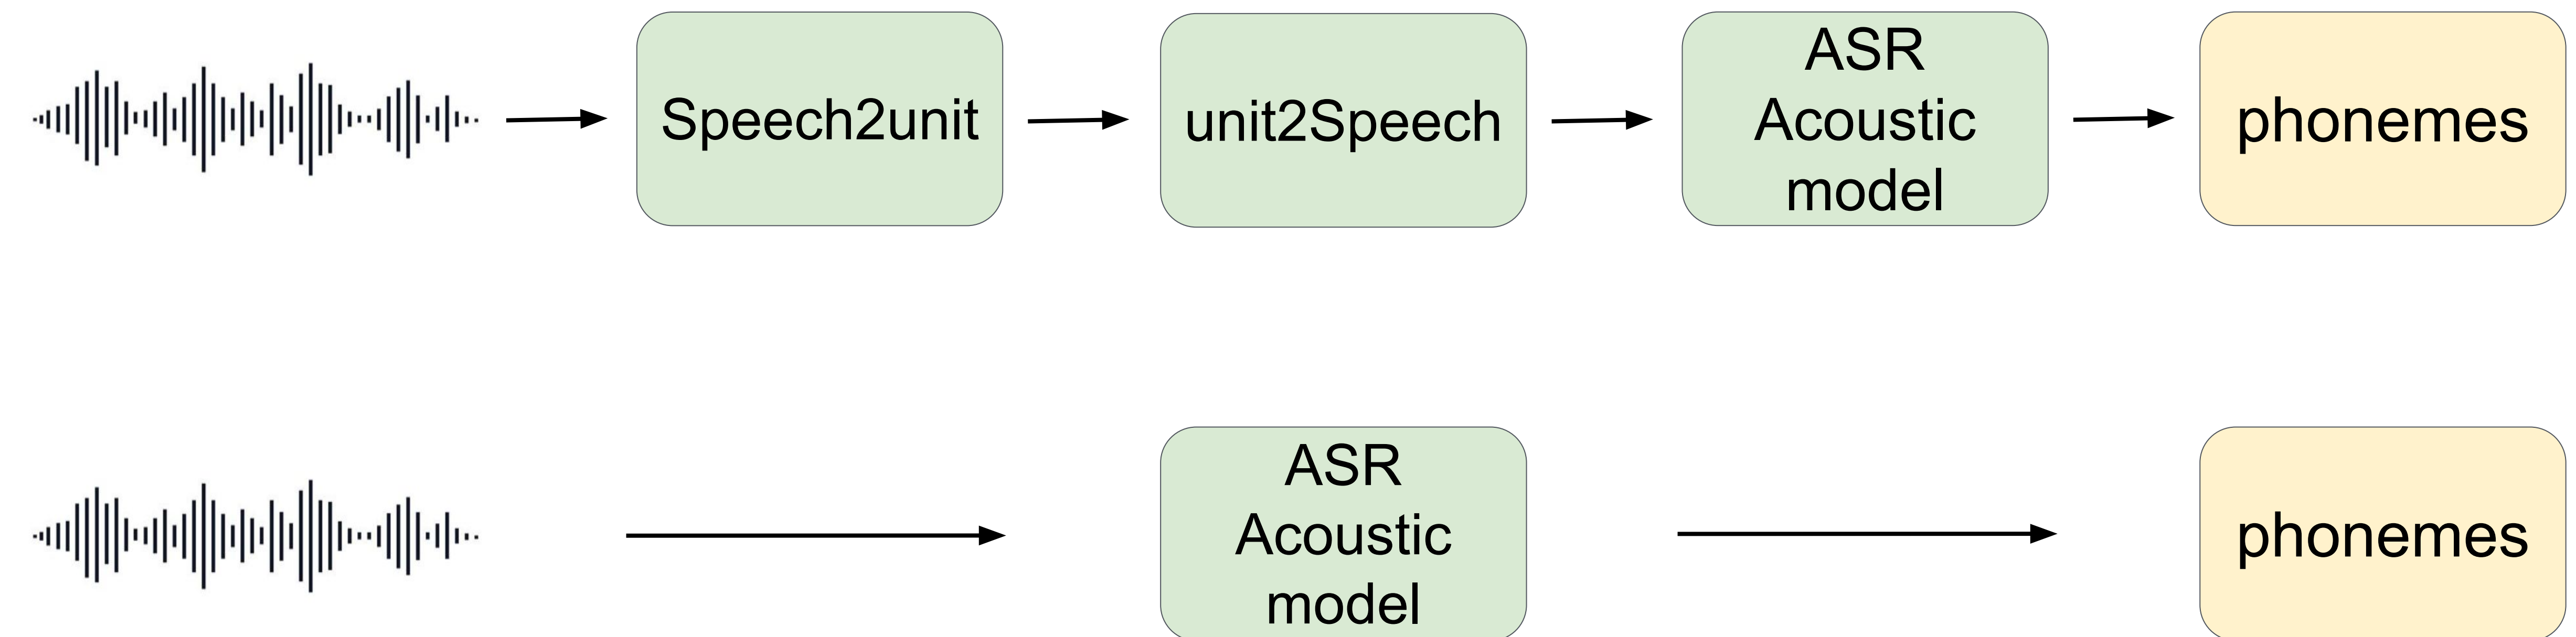 Speech2unit
unit2Speech
ASR
Acoustic
model
phonemes
ASR
Acoustic
model
phonemes